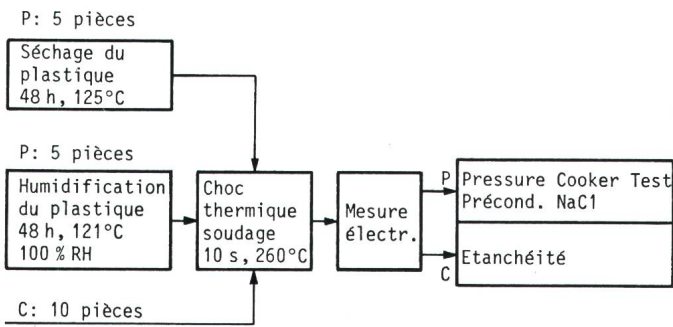 P: 5 pièces
Séchage du
plastique
48 h, 125°C
P: 5 pièces
Humidification
du plastique
48 h, 121°C
100 % RH
C: 10 pièces
Choc
thermique
soudage
10 s, 260°C
Mesure
électr.
P
C
Pressure Cooker Test
Précond. NaCl
Etanchéité